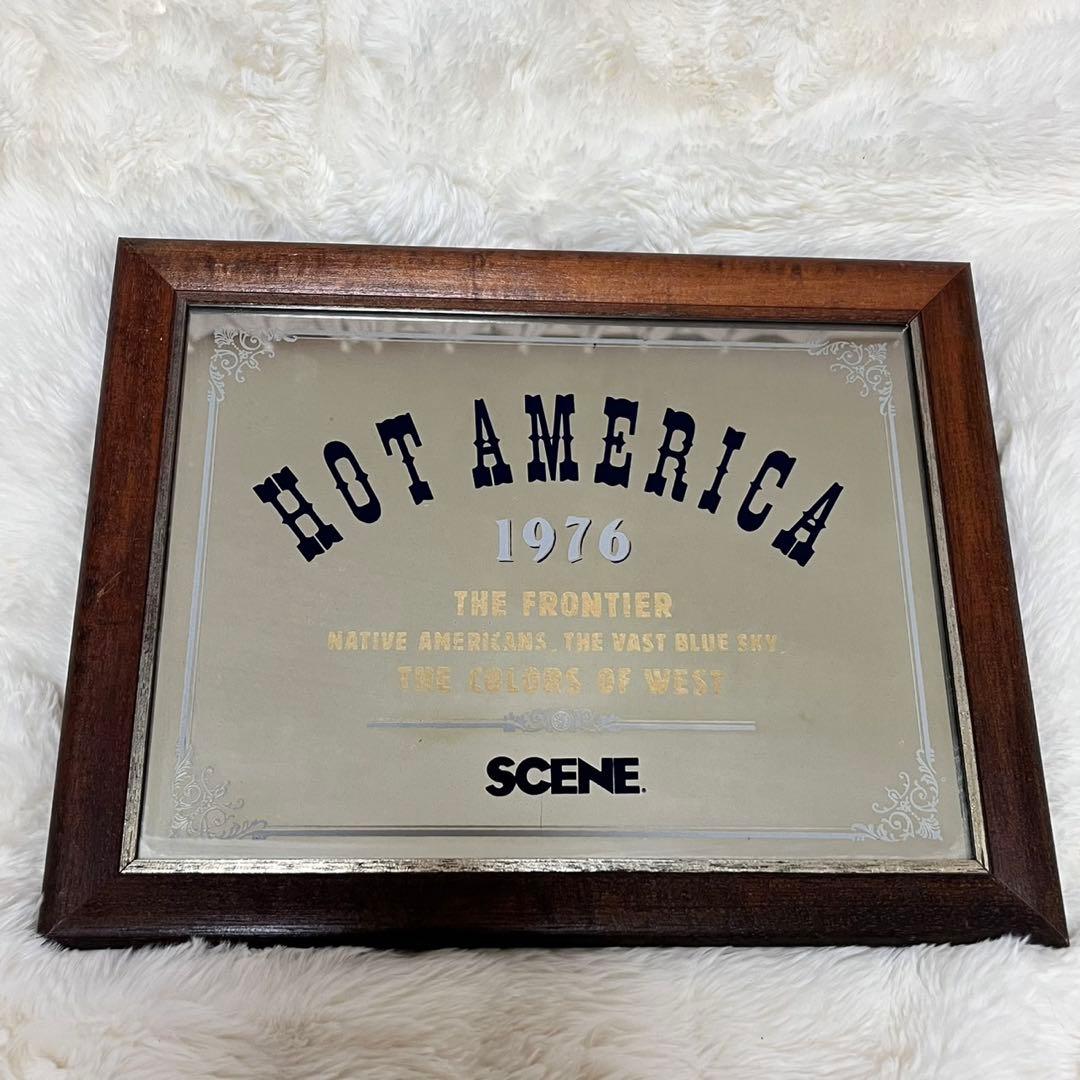 HOT AMERICA
1976
THE FRONTIER
NATIVE AMERICANS. THE VAST BLUE SKY.
THE COLORS OF WEST
SCENE.